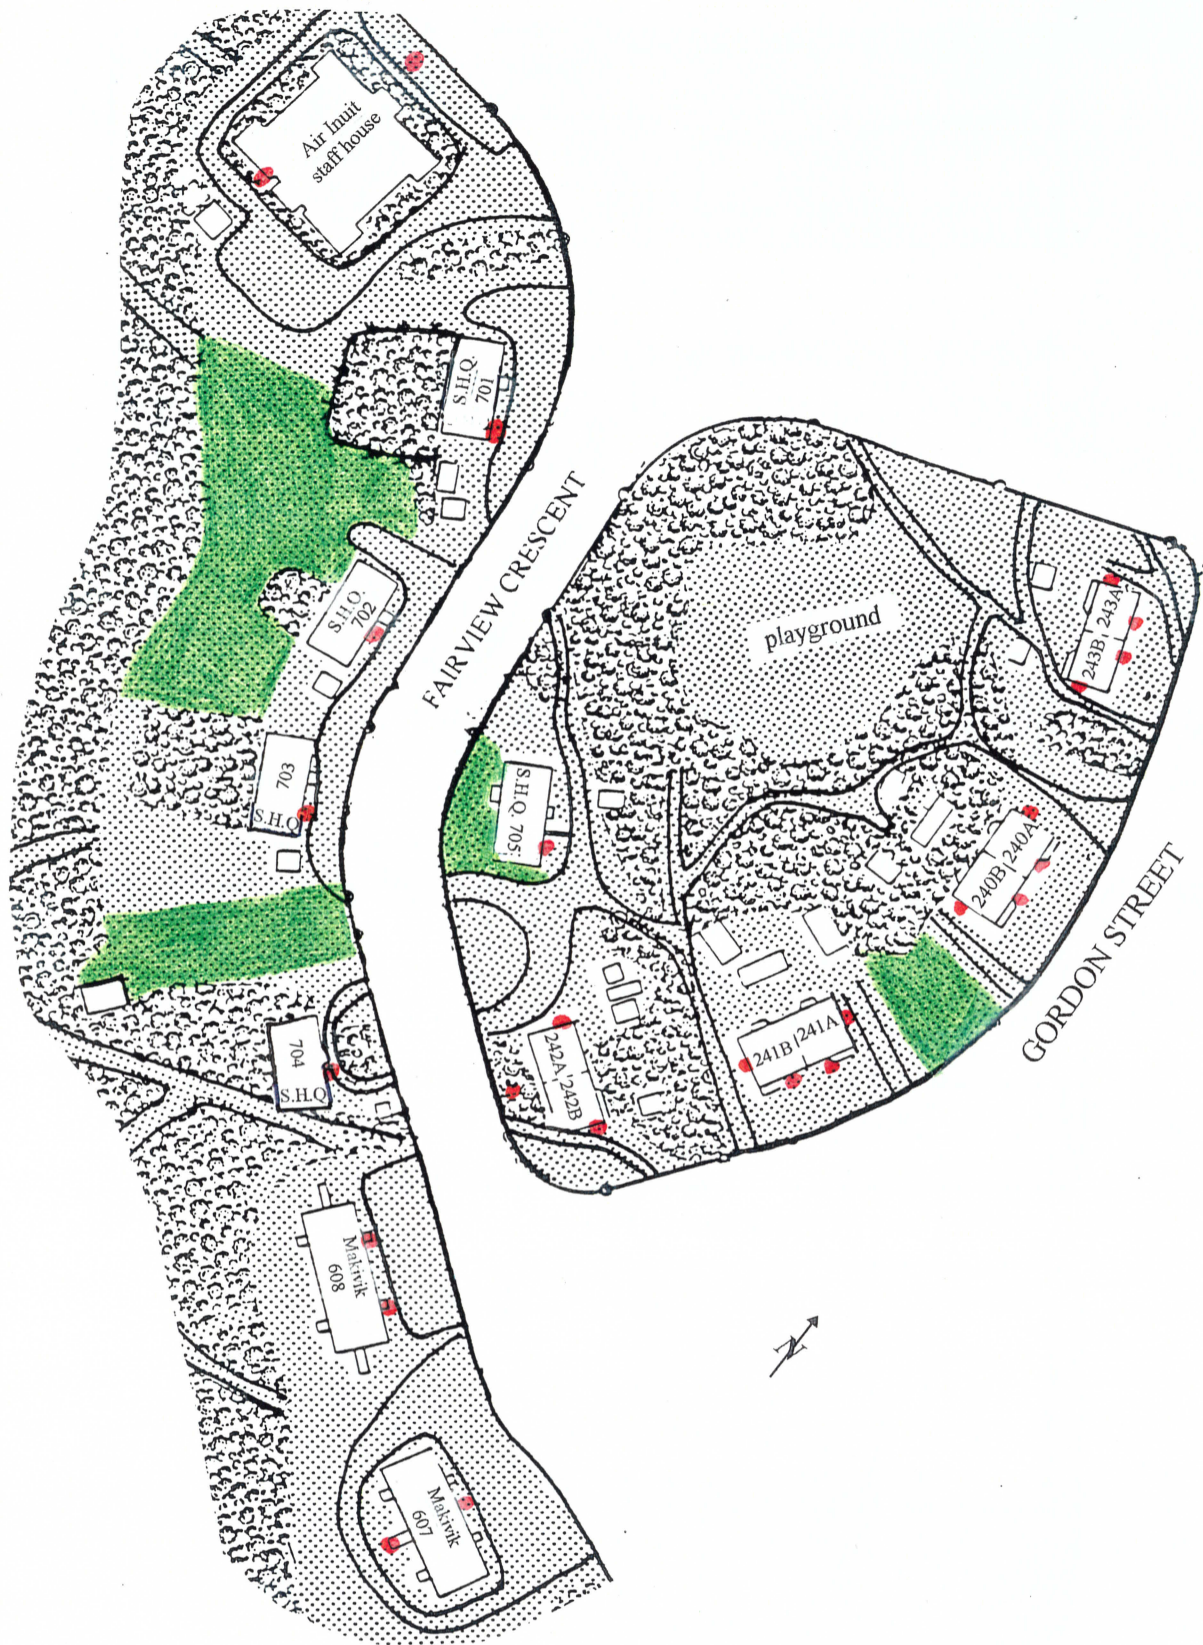 Air Inuit
staff house
S.H.Q.
701
FAIRVIEW CRESCENT
S.H.Q.
702
playground
243A
243B
703
S.H.Q
S.H.Q. 705
240A
240B
GORDON STREET
241B 241A
704
S.H.Q
242A 242B
Makivik
608
N
Makivik
607